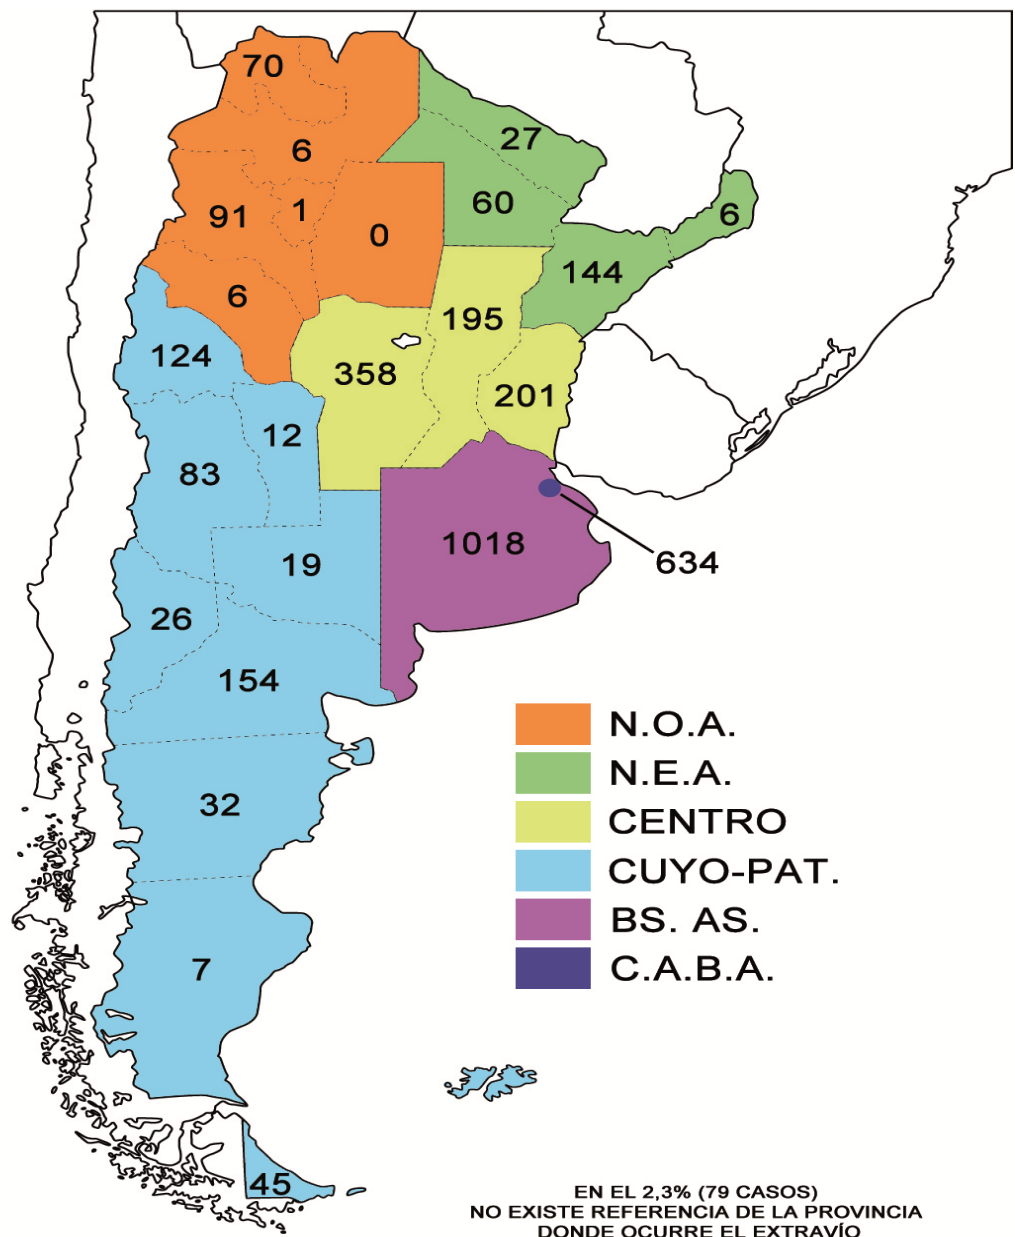 70
27
6
60
6
91
1
0
144
6
195
124
358
201
12
83
1018
19
634
26
154
N.O.A.
N.E.A.
32
CENTRO
CUYO-PAT.
BS. AS.
7
C.A.B.A.
45
EN EL 2,3% (79 CASOS)
NO EXISTE REFERENCIA DE LA PROVINCIA
DONDE OCURRE EL EXTRAVÍO